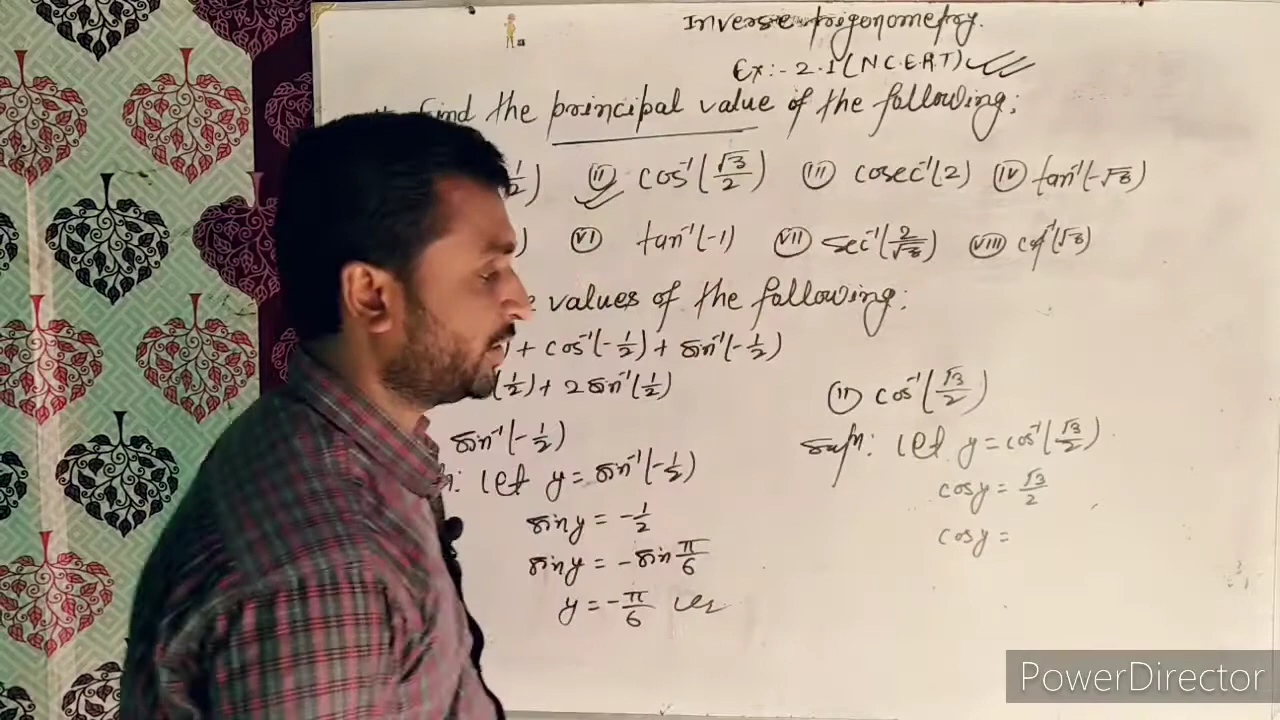 Inverse trigonometry.
Ex:- 2.1 (N C.E.R.T)
find the principal value of the following:
1/2) (ii) cos⁻¹(√3/2) (iii) cosec⁻¹(2) (iv) tan⁻¹(-√3)
) (vi) tan⁻¹(-1) (vii) sec⁻¹(2/√3) (viii) cot⁻¹(√3)
values of the following:
+ cos⁻¹(-1/2) + sin⁻¹(-1/2)
(1/2) + 2 sin⁻¹(1/2)
sin⁻¹(-1/2)
let y = sin⁻¹(-1/2)
sin y = -1/2
sin y = - sin π/6
y = -π/6
(ii) cos⁻¹(√3/2)
Solⁿ: let y = cos⁻¹(√3/2)
cos y = √3/2
cos y =
PowerDirector